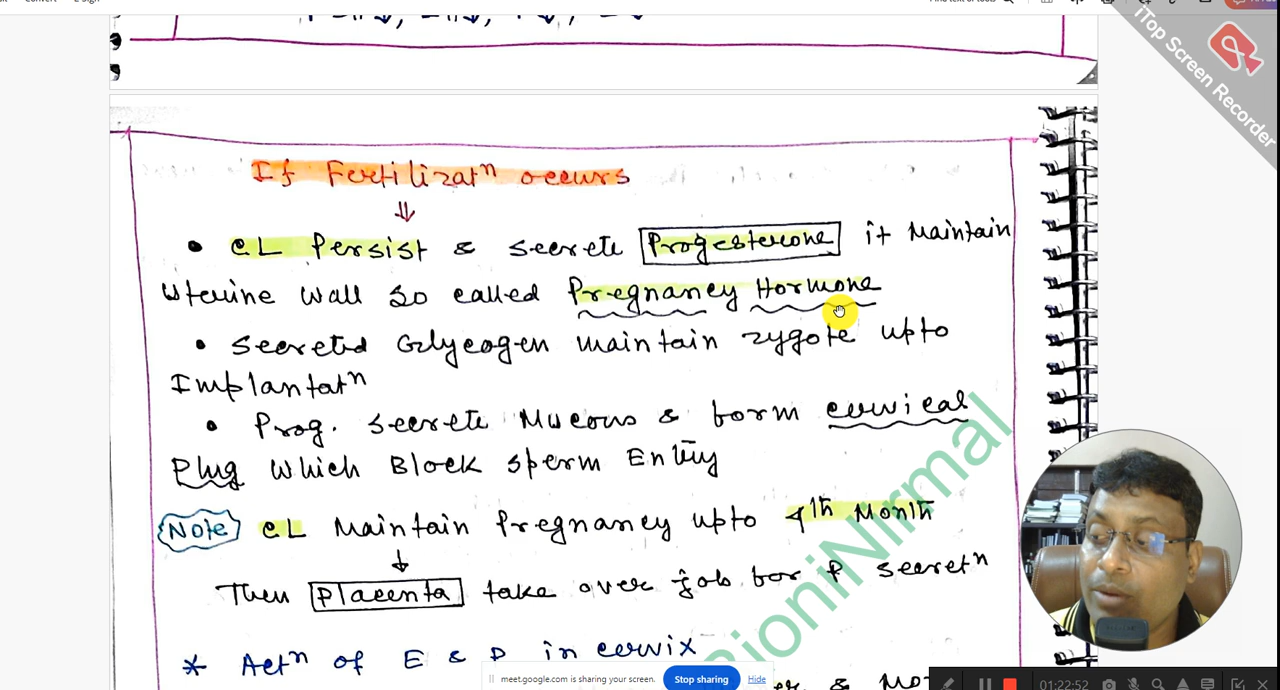 If Fertilizatn occurs
⇓
• CL Persist & secrete Progesterone it Maintain
Uterine wall So called Pregnancy Hormone
• Secreted Glycogen maintain zygote upto
Implantatn
• Prog. secrete Mucous & form cervical
Plug which Block Sperm Entry
Note CL Maintain Pregnancy upto 4th Month
↓
Then Placenta take over job for P secretn
* Actn of E & P in cervix
BioniNirmal
iTop Screen Recorder
meet.google.com is sharing your screen.
Stop sharing
Hide
01:22:52